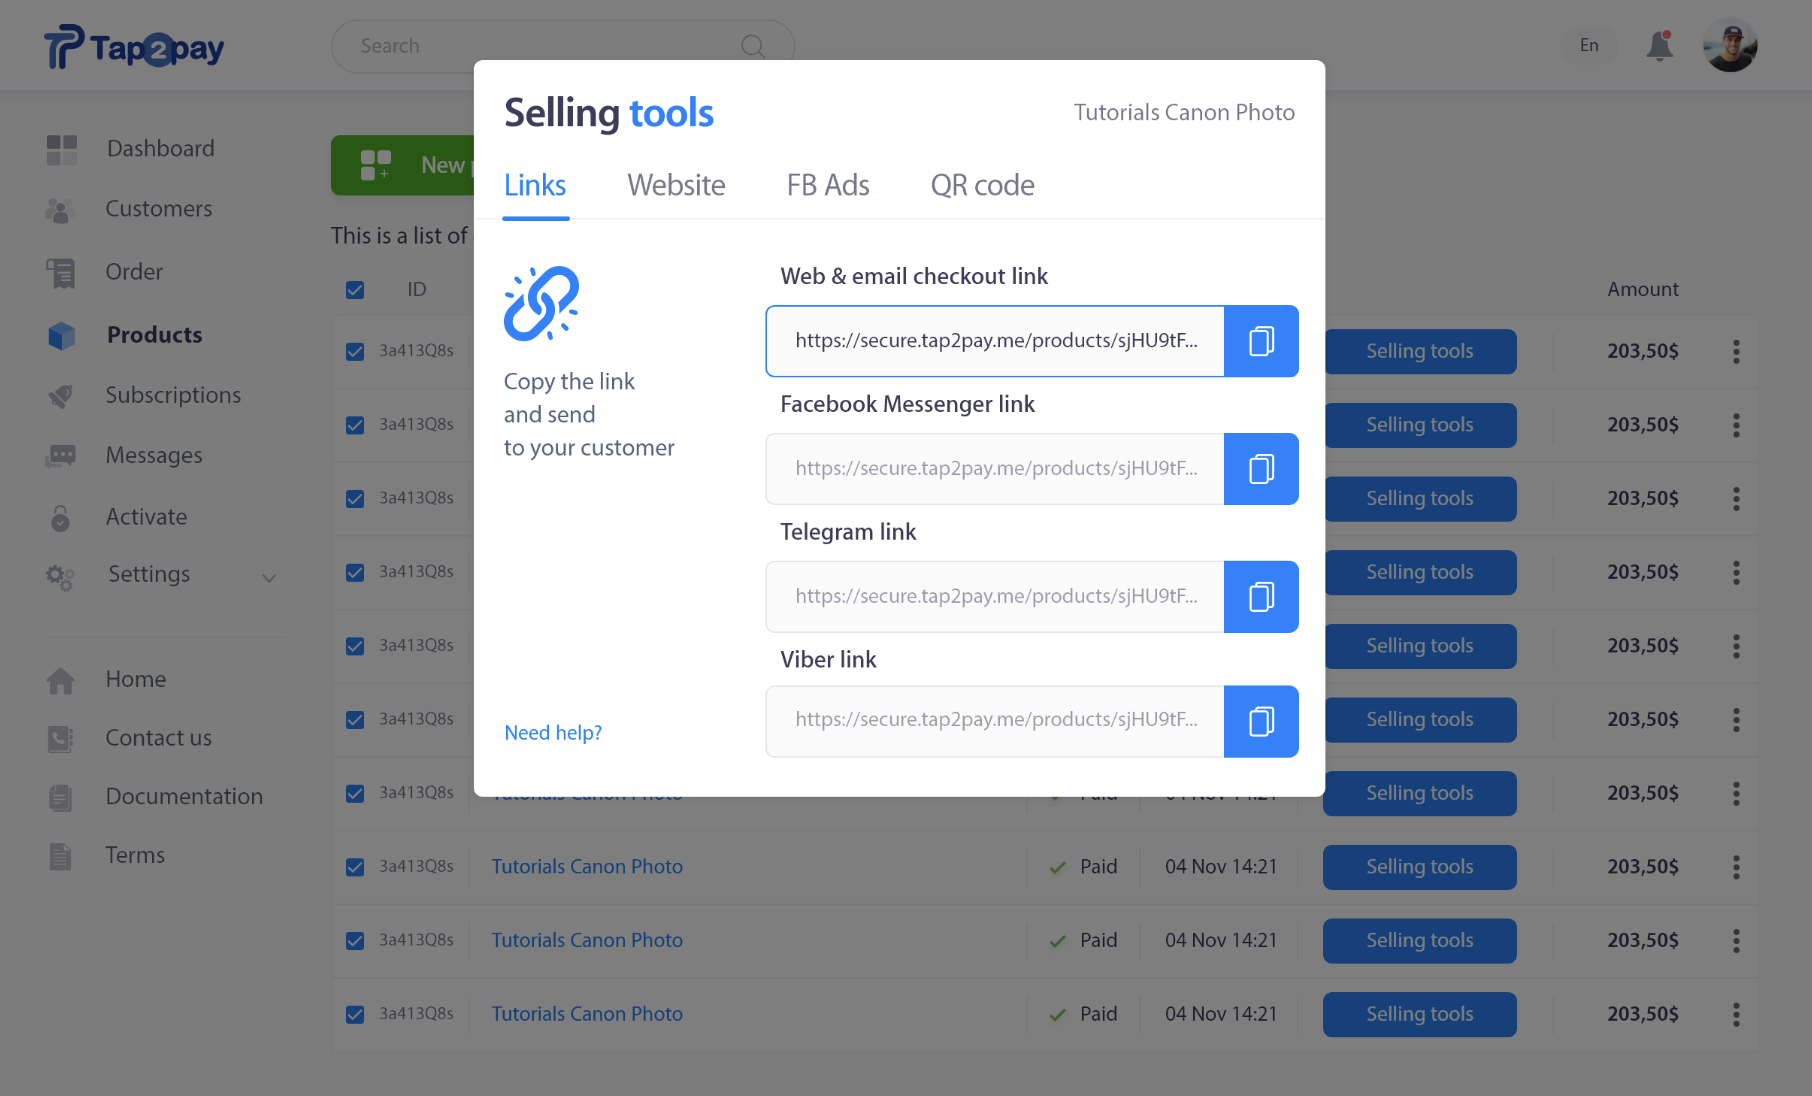 Tap2pay
Search
En
Selling tools
Tutorials Canon Photo
Links
Website
FB Ads
QR code
Copy the link
and send
to your customer
Need help?
Web & email checkout link
https://secure.tap2pay.me/products/sjHU9tF...
Facebook Messenger link
https://secure.tap2pay.me/products/sjHU9tF...
Telegram link
https://secure.tap2pay.me/products/sjHU9tF...
Viber link
https://secure.tap2pay.me/products/sjHU9tF...
Dashboard
Customers
Order
Products
Subscriptions
Messages
Activate
Settings
Home
Contact us
Documentation
Terms
New
This is a list of
ID Amount
3a413Q8s Selling tools 203,50$
3a413Q8s Selling tools 203,50$
3a413Q8s Selling tools 203,50$
3a413Q8s Selling tools 203,50$
3a413Q8s Selling tools 203,50$
3a413Q8s Selling tools 203,50$
3a413Q8s Tutorials Canon Photo Paid 04 Nov 14:21 Selling tools 203,50$
3a413Q8s Tutorials Canon Photo Paid 04 Nov 14:21 Selling tools 203,50$
3a413Q8s Tutorials Canon Photo Paid 04 Nov 14:21 Selling tools 203,50$
3a413Q8s Tutorials Canon Photo Paid 04 Nov 14:21 Selling tools 203,50$